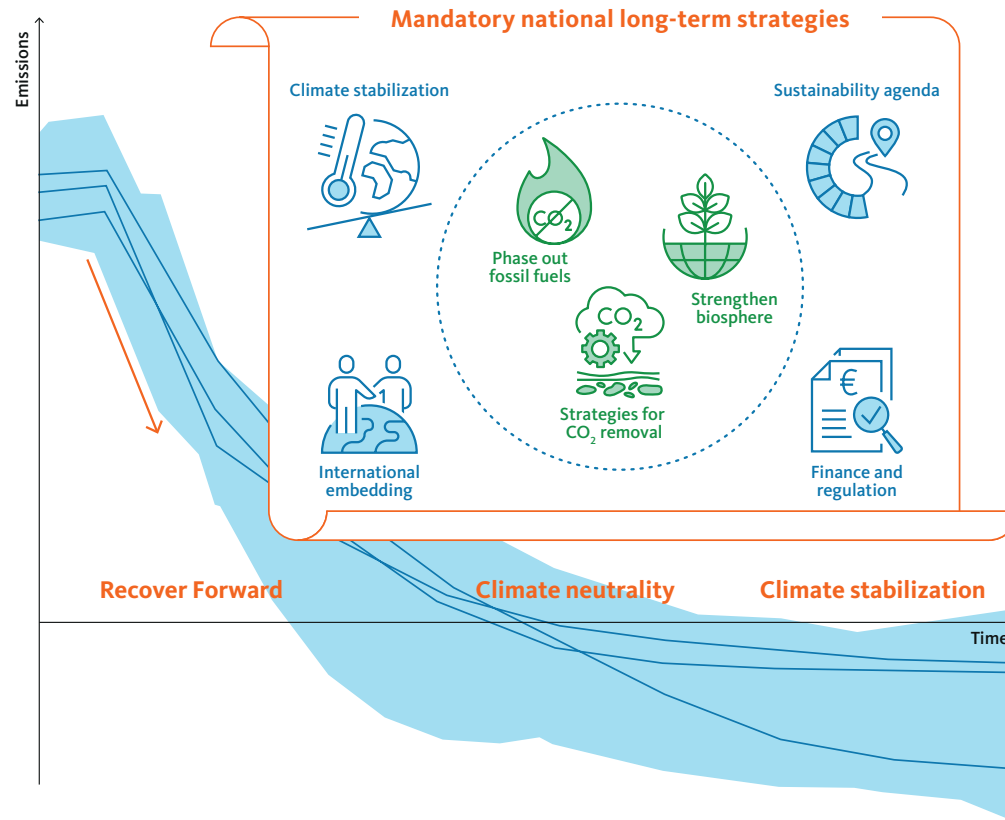 Mandatory national long-term strategies
Emissions
Climate stabilization
Sustainability agenda
CO2
Phase out
fossil fuels
Strengthen
biosphere
CO2
Strategies for
CO2 removal
International
embedding
€
Finance and
regulation
Recover Forward
Climate neutrality
Climate stabilization
Time